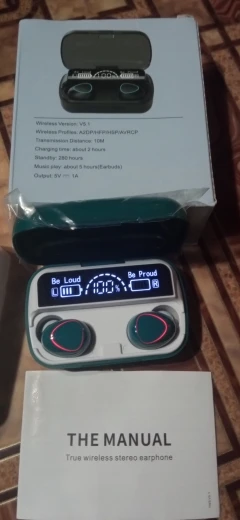 Wireless Version: V5.1
Wireless Profiles: A2DP/HFP/HSP/AVRCP
Transmission Distance: 10M
Charging time: about 2 hours
Standby: 280 hours
Music play: about 5 hours(Earbuds)
Output: 5V ⎓ 1A
Be Loud
Be Proud
L
100%
R
THE MANUAL
True wireless stereo earphone